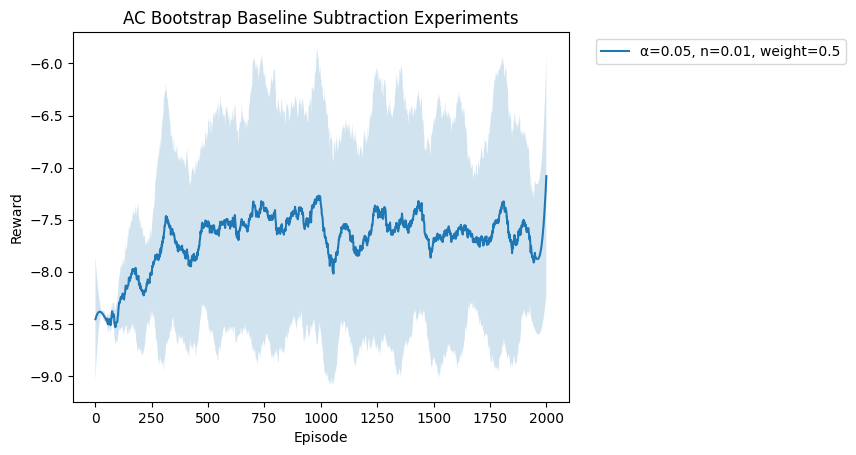 AC Bootstrap Baseline Subtraction Experiments
α=0.05, n=0.01, weight=0.5
−6.0
−6.5
−7.0
−7.5
−8.0
−8.5
−9.0
Reward
0 250 500 750 1000 1250 1500 1750 2000
Episode